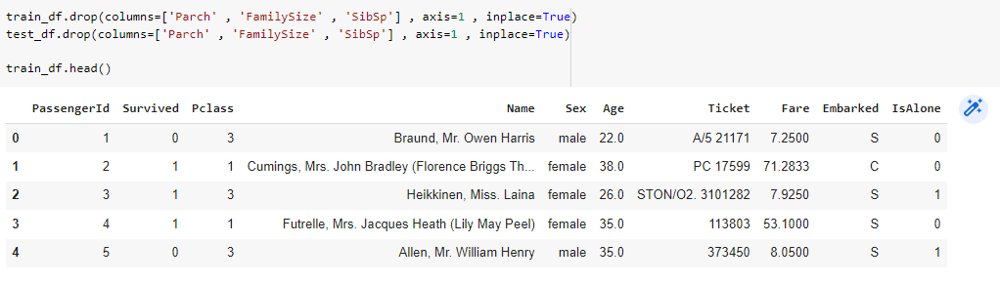 train_df.drop(columns=['Parch' , 'FamilySize' , 'SibSp'] , axis=1 , inplace=True)
test_df.drop(columns=['Parch' , 'FamilySize' , 'SibSp'] , axis=1 , inplace=True)
train_df.head()
PassengerId Survived Pclass Name Sex Age Ticket Fare Embarked IsAlone
0 1 0 3 Braund, Mr. Owen Harris male 22.0 A/5 21171 7.2500 S 0
1 2 1 1 Cumings, Mrs. John Bradley (Florence Briggs Th... female 38.0 PC 17599 71.2833 C 0
2 3 1 3 Heikkinen, Miss. Laina female 26.0 STON/O2. 3101282 7.9250 S 1
3 4 1 1 Futrelle, Mrs. Jacques Heath (Lily May Peel) female 35.0 113803 53.1000 S 0
4 5 0 3 Allen, Mr. William Henry male 35.0 373450 8.0500 S 1